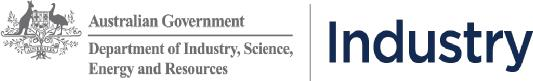 Australian Government
Department of Industry, Science,
Energy and Resources
Industry